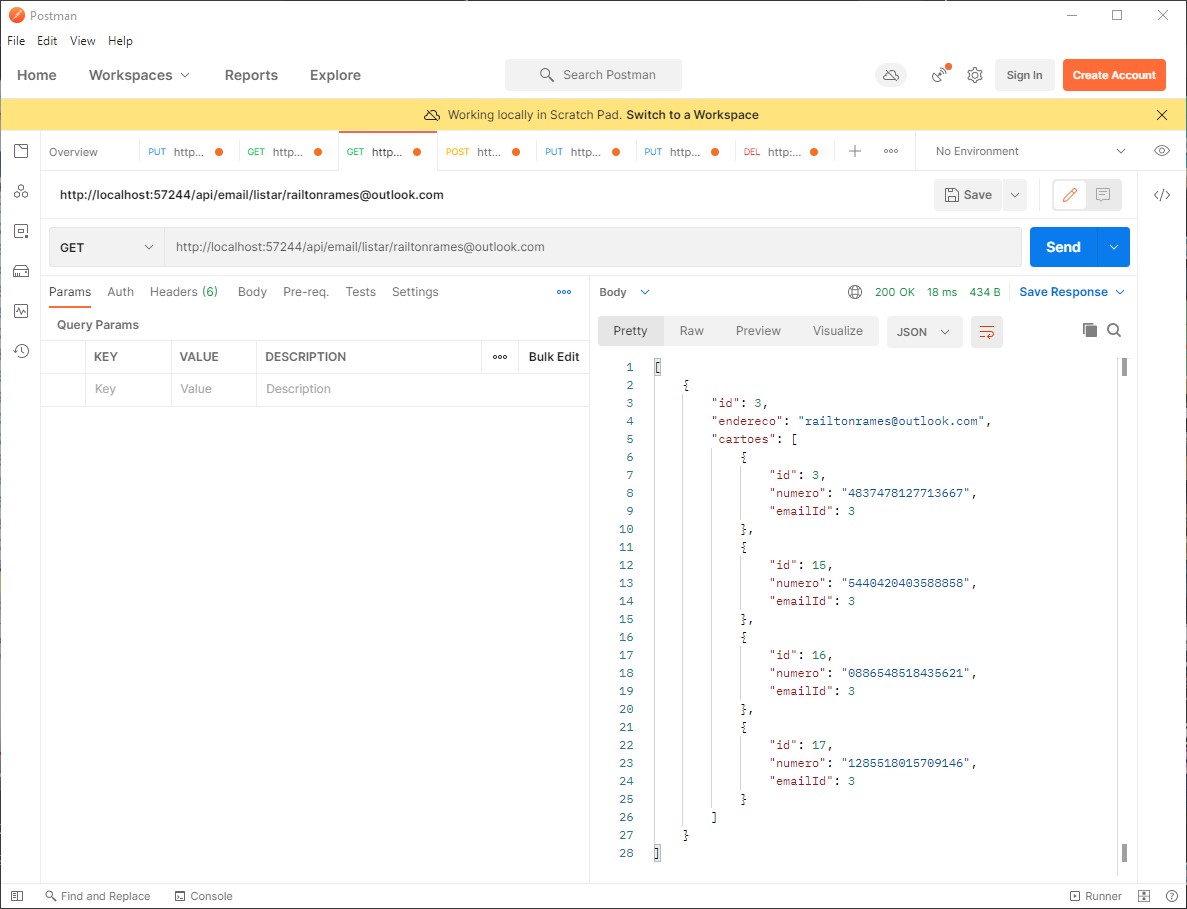 Postman
File Edit View Help
Home Workspaces Reports Explore Search Postman Sign In Create Account
Working locally in Scratch Pad. Switch to a Workspace
Overview PUT http... GET http... GET http... POST htt... PUT http... PUT http... DEL http:... No Environment
http://localhost:57244/api/email/listar/railtonrames@outlook.com Save
GET http://localhost:57244/api/email/listar/railtonrames@outlook.com Send
Params Auth Headers (6) Body Pre-req. Tests Settings
Query Params
KEY VALUE DESCRIPTION Bulk Edit
Key Value Description
Body 200 OK 18 ms 434 B Save Response
Pretty Raw Preview Visualize JSON
1 [
2 {
3 "id": 3,
4 "endereco": "railtonrames@outlook.com",
5 "cartoes": [
6 {
7 "id": 3,
8 "numero": "4837478127713667",
9 "emailId": 3
10 },
11 {
12 "id": 15,
13 "numero": "5440420403588858",
14 "emailId": 3
15 },
16 {
17 "id": 16,
18 "numero": "0886548518435621",
19 "emailId": 3
20 },
21 {
22 "id": 17,
23 "numero": "1285518015709146",
24 "emailId": 3
25 }
26 ]
27 }
28 ]
Find and Replace Console Runner